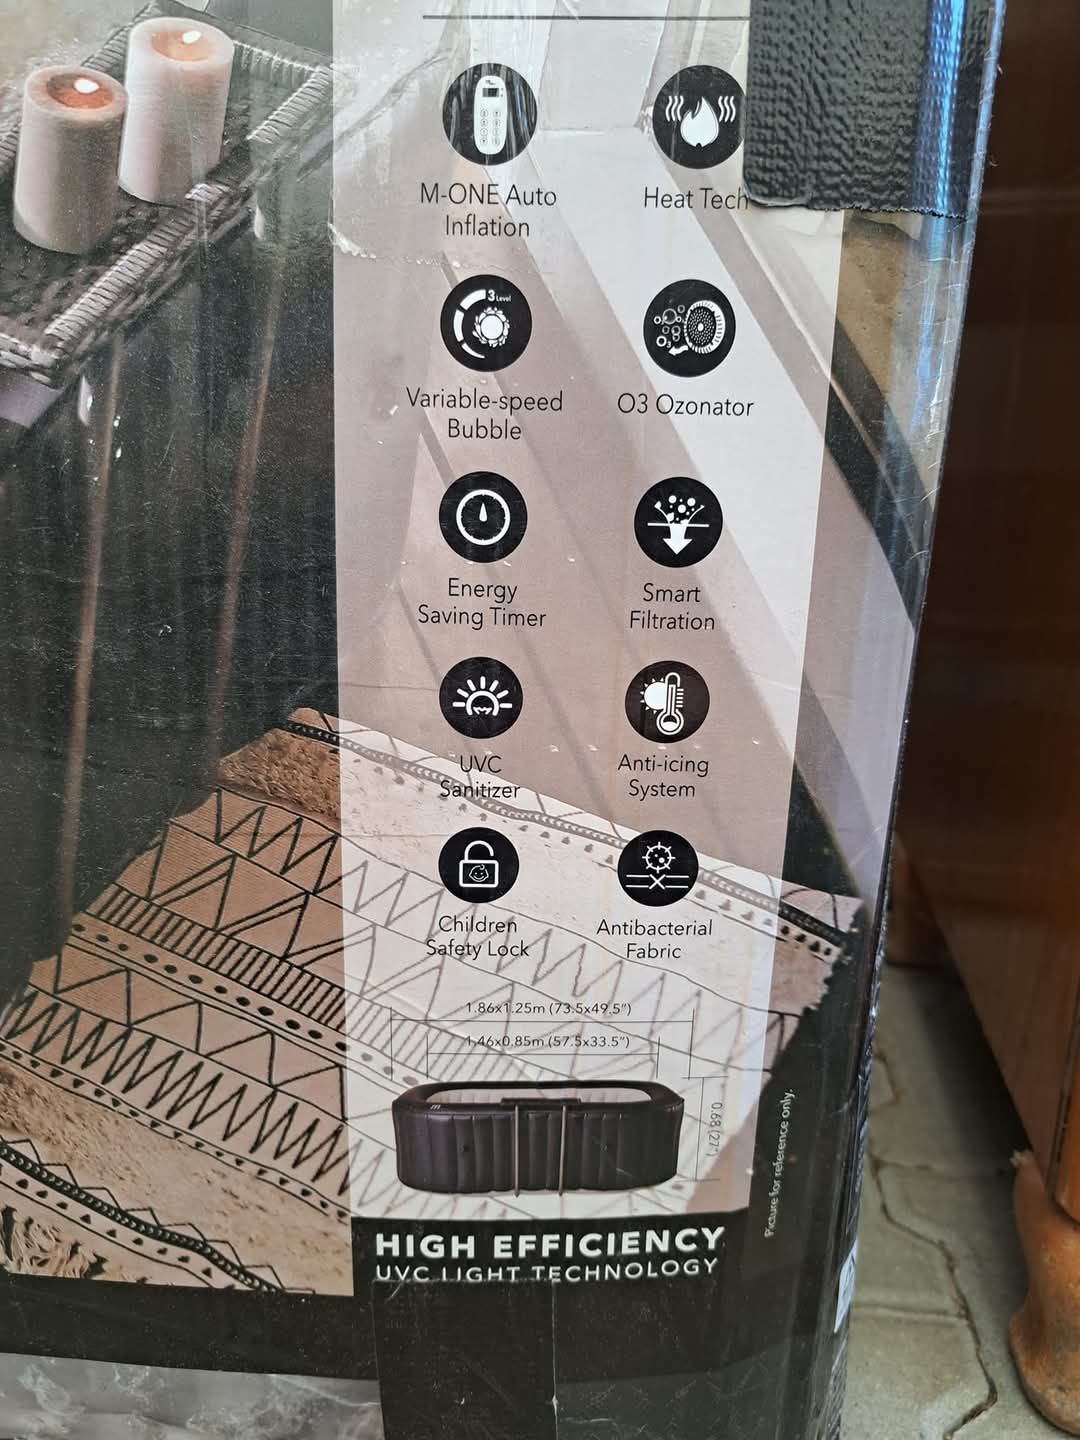 M-ONE Auto
Inflation
Heat Tech
3 Level
Variable-speed
Bubble
O3
O3 Ozonator
Energy
Saving Timer
Smart
Filtration
UVC
Sanitizer
Anti-icing
System
Children
Safety Lock
Antibacterial
Fabric
1.86x1.25m (73.5x49.5")
1.46x0.85m (57.5x33.5")
m
0.68 (27")
Picture for reference only.
HIGH EFFICIENCY
UVC LIGHT TECHNOLOGY